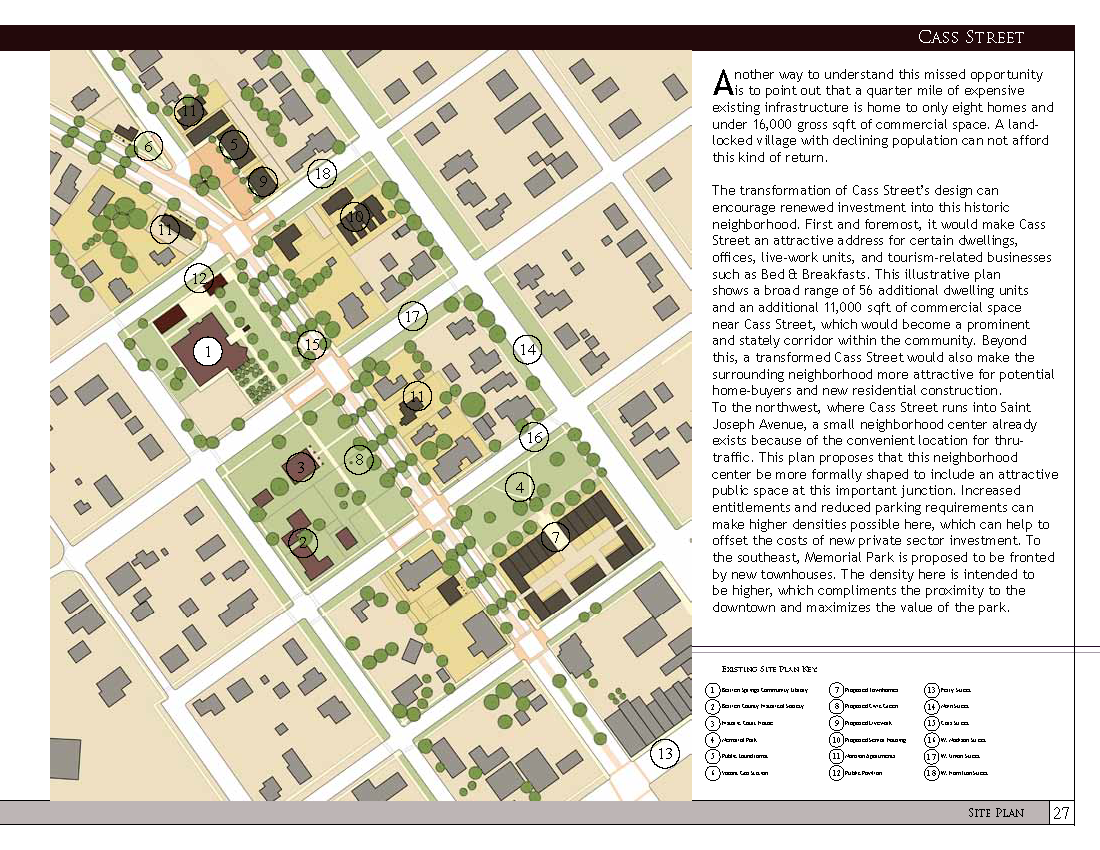 Cass Street
Another way to understand this missed opportunity
is to point out that a quarter mile of expensive
existing infrastructure is home to only eight homes and
under 16,000 gross sqft of commercial space. A land-
locked village with declining population can not afford
this kind of return.
The transformation of Cass Street's design can
encourage renewed investment into this historic
neighborhood. First and foremost, it would make Cass
Street an attractive address for certain dwellings,
offices, live-work units, and tourism-related businesses
such as Bed & Breakfasts. This illustrative plan
shows a broad range of 56 additional dwelling units
and an additional 11,000 sqft of commercial space
near Cass Street, which would become a prominent
and stately corridor within the community. Beyond
this, a transformed Cass Street would also make the
surrounding neighborhood more attractive for potential
home-buyers and new residential construction.
To the northwest, where Cass Street runs into Saint
Joseph Avenue, a small neighborhood center already
exists because of the convenient location for thru-
traffic. This plan proposes that this neighborhood
center be more formally shaped to include an attractive
public space at this important junction. Increased
entitlements and reduced parking requirements can
make higher densities possible here, which can help to
offset the costs of new private sector investment. To
the southeast, Memorial Park is proposed to be fronted
by new townhouses. The density here is intended to
be higher, which compliments the proximity to the
downtown and maximizes the value of the park.
11
6
5
18
9
10
11
12
17
15
1
14
11
16
8
3
4
7
2
13
Existing Site Plan Key:
1 Berrien Springs Community Library
2 Berrien County Historical Society
3 Historic Court House
4 Memorial Park
5 Public
6 Vacant Gas Station
7 Proposed Townhomes
8 Proposed Civic Green
9 Proposed Livework
10 Proposed Senior Housing
11 Mansion Apartments
12 Public Pavilion
13 Ferry Street
14 Main Street
15 Cass Street
16 W. Madison Street
17 W. Union Street
18 W. Hamilton Street
Site Plan
27